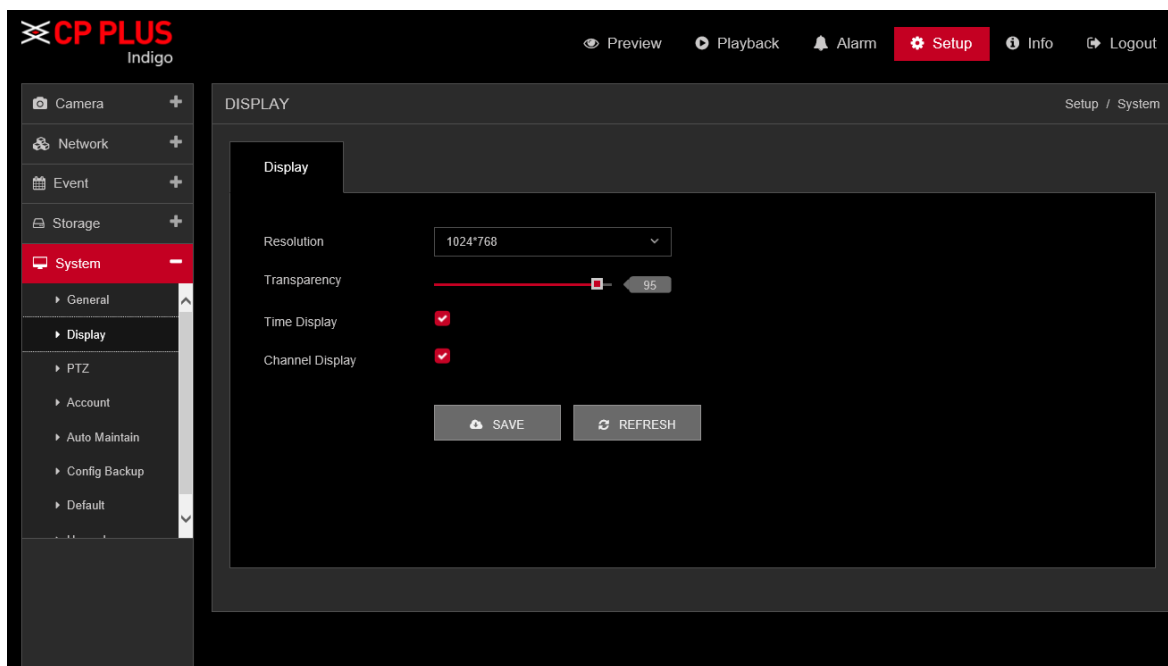 CP PLUS
Indigo
Preview Playback Alarm Setup Info Logout
Camera
Network
Event
Storage
System
General
Display
PTZ
Account
Auto Maintain
Config Backup
Default
DISPLAY Setup / System
Display
Resolution 1024*768
Transparency 95
Time Display
Channel Display
SAVE REFRESH